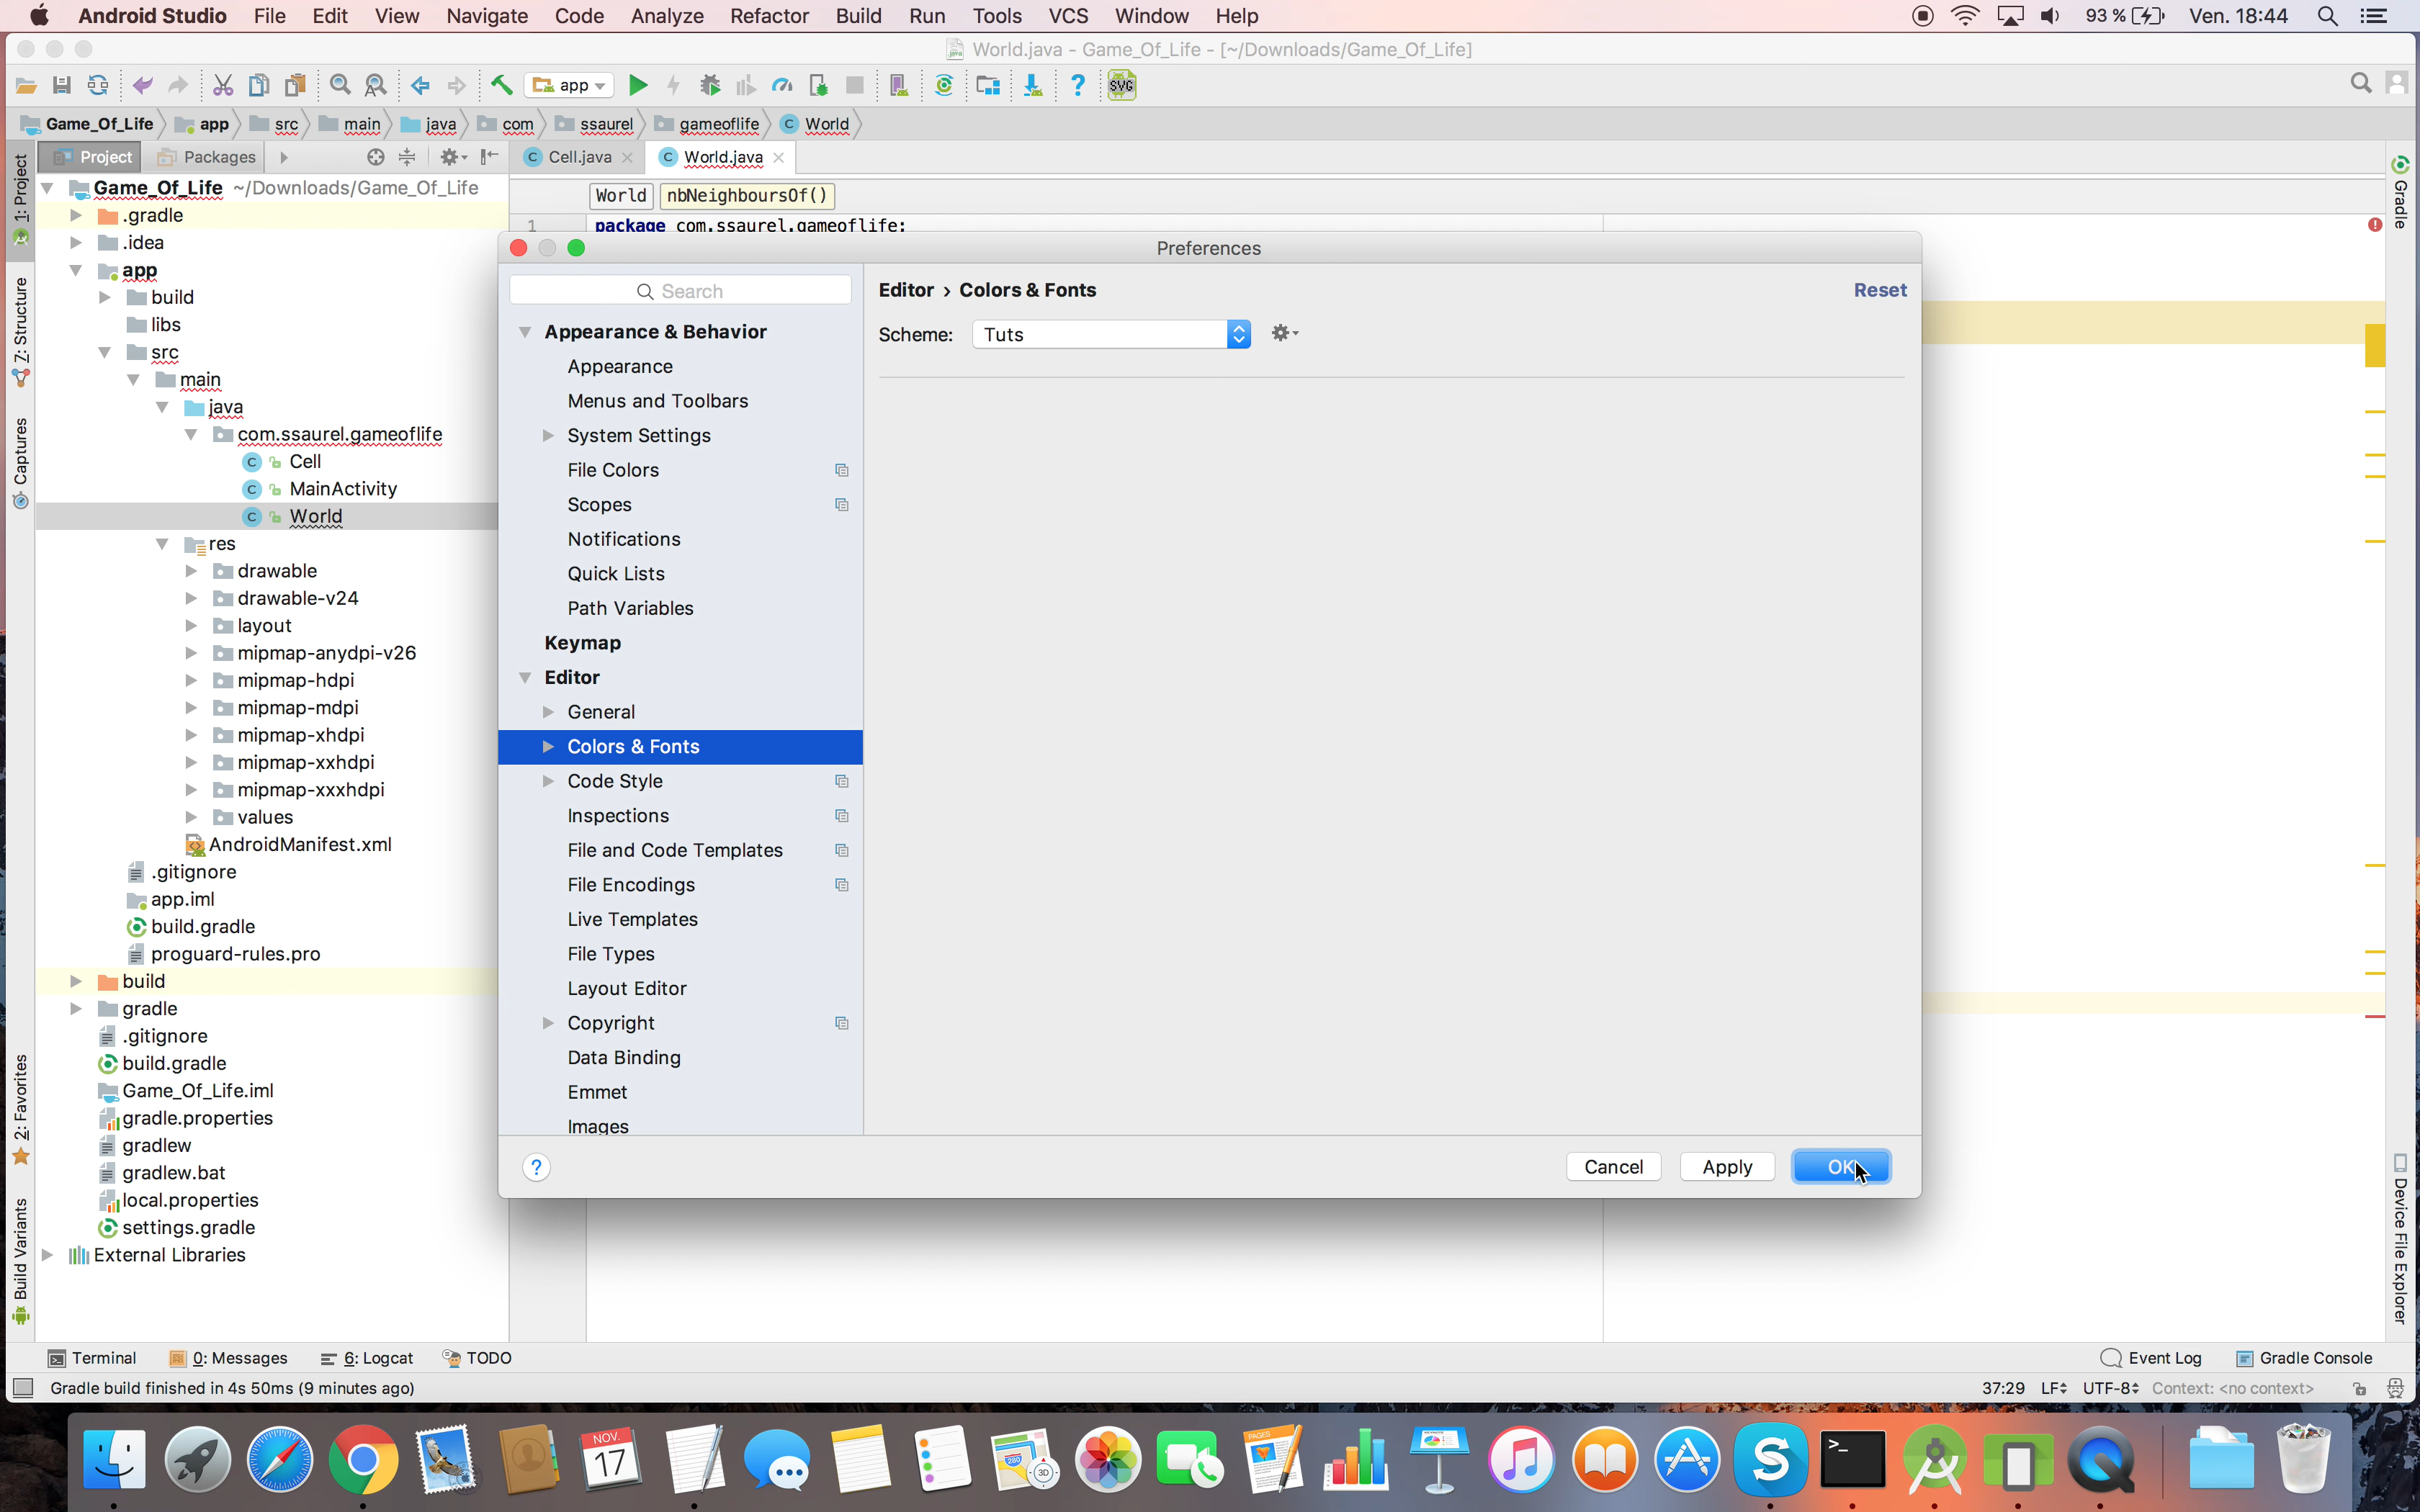 Android Studio File Edit View Navigate Code Analyze Refactor Build Run Tools VCS Window Help 93 % Ven. 18:44
World.java - Game_Of_Life - [~/Downloads/Game_Of_Life]
app SVG
Game_Of_Life app src main java com ssaurel gameoflife World
Project Packages Cell.java World.java
World nbNeighboursOf()
1 package com.ssaurel.gameoflife;
1: Project
7: Structure
Captures
2: Favorites
Build Variants
Game_Of_Life ~/Downloads/Game_Of_Life
.gradle
.idea
app
build
libs
src
main
java
com.ssaurel.gameoflife
Cell
MainActivity
World
res
drawable
drawable-v24
layout
mipmap-anydpi-v26
mipmap-hdpi
mipmap-mdpi
mipmap-xhdpi
mipmap-xxhdpi
mipmap-xxxhdpi
values
AndroidManifest.xml
.gitignore
app.iml
build.gradle
proguard-rules.pro
build
gradle
.gitignore
build.gradle
Game_Of_Life.iml
gradle.properties
gradlew
gradlew.bat
local.properties
settings.gradle
External Libraries
Preferences
Search
Appearance & Behavior
Appearance
Menus and Toolbars
System Settings
File Colors
Scopes
Notifications
Quick Lists
Path Variables
Keymap
Editor
General
Colors & Fonts
Code Style
Inspections
File and Code Templates
File Encodings
Live Templates
File Types
Layout Editor
Copyright
Data Binding
Emmet
Images
Editor › Colors & Fonts Reset
Scheme: Tuts
? Cancel Apply OK
Gradle
Device File Explorer
Terminal 0: Messages 6: Logcat TODO Event Log Gradle Console
Gradle build finished in 4s 50ms (9 minutes ago) 37:29 LF UTF-8 Context: <no context>
NOV.
17
280
3D
PAGES